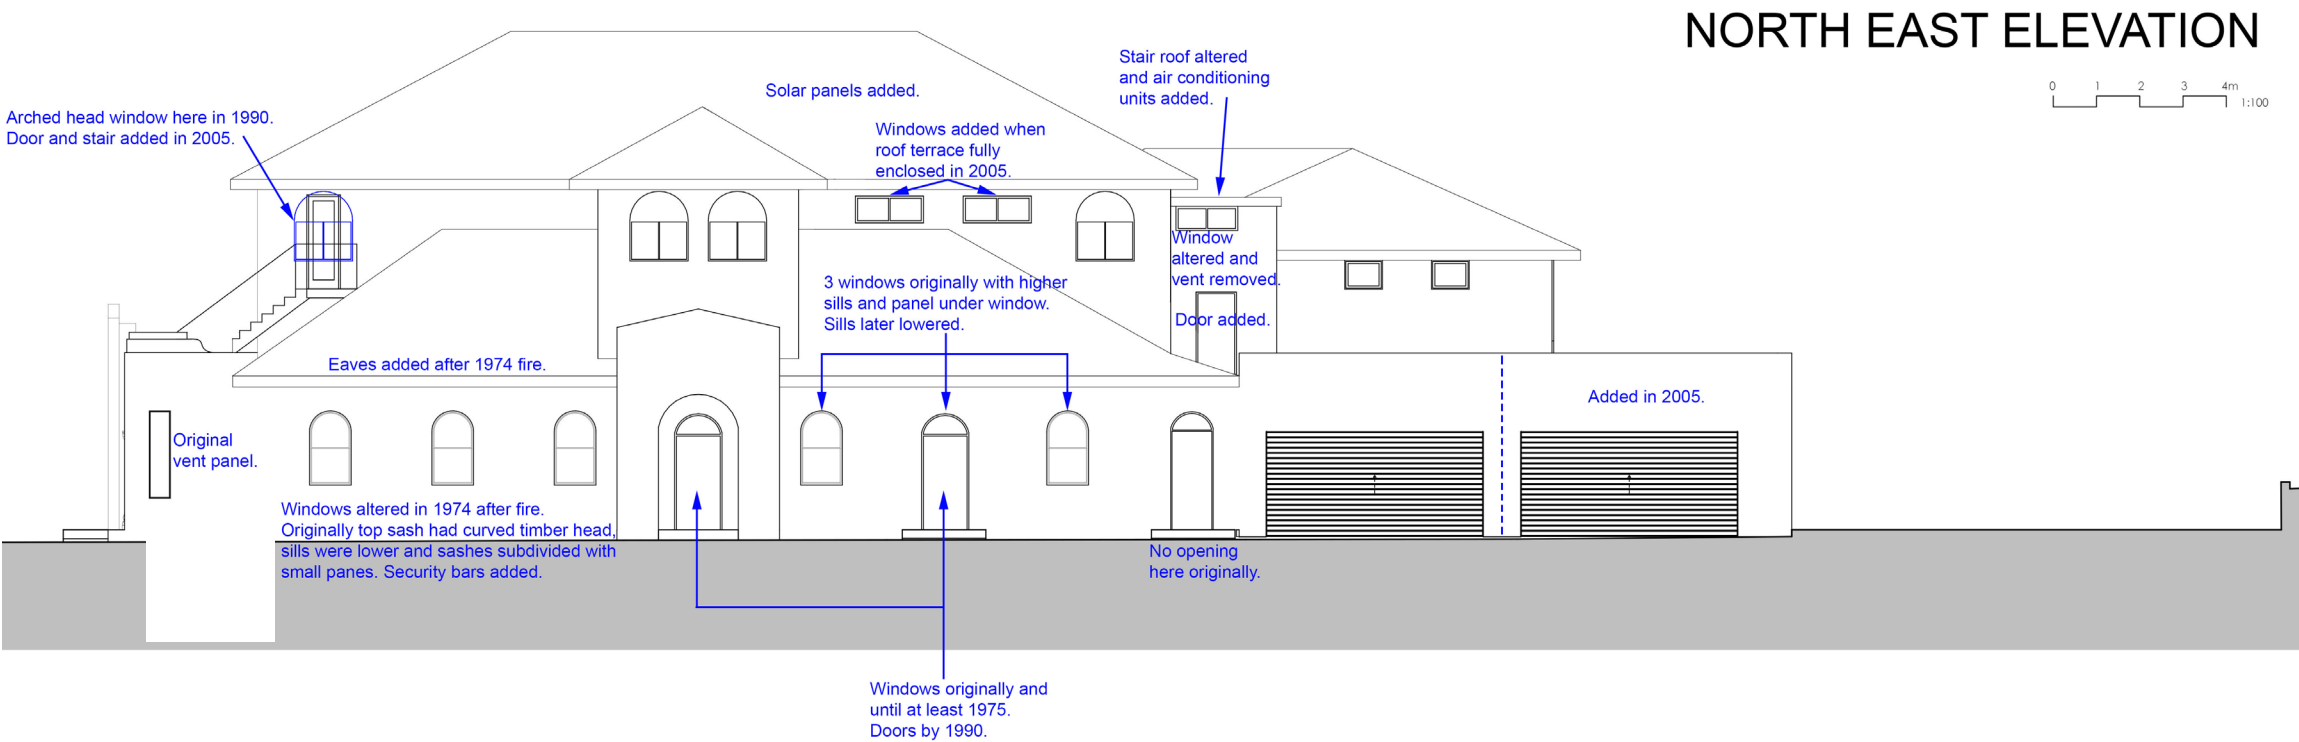 NORTH EAST ELEVATION
0 1 2 3 4m
1:100
Stair roof altered
and air conditioning
units added.
Solar panels added.
Arched head window here in 1990.
Door and stair added in 2005.
Windows added when
roof terrace fully
enclosed in 2005.
Window
altered and
vent removed.
3 windows originally with higher
sills and panel under window.
Sills later lowered.
Door added.
Eaves added after 1974 fire.
Added in 2005.
Original
vent panel.
Windows altered in 1974 after fire.
Originally top sash had curved timber head,
sills were lower and sashes subdivided with
small panes. Security bars added.
No opening
here originally.
Windows originally and
until at least 1975.
Doors by 1990.